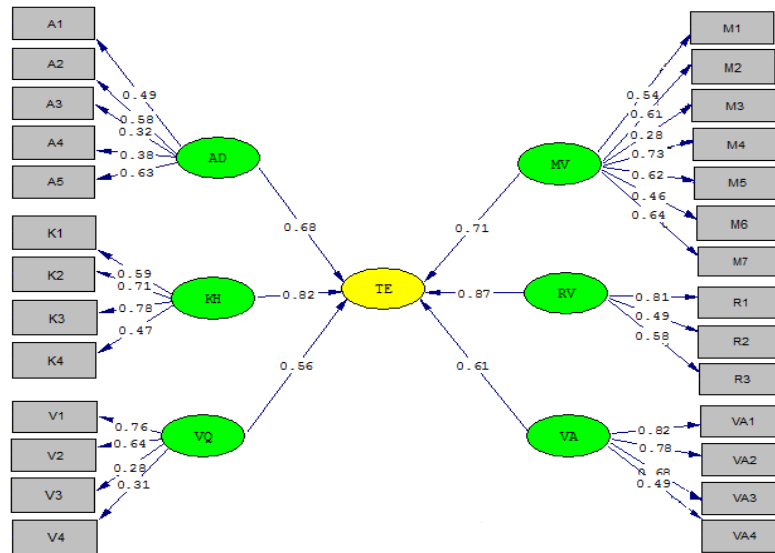 A1
A2
A3
A4
A5
0.49
0.58
0.32
0.38
0.63
AD
0.68
K1
K2
K3
K4
0.59
0.71
0.78
0.47
KH
0.82
V1
V2
V3
V4
0.76
0.64
0.28
0.31
VQ
0.56
TE
M1
M2
M3
M4
M5
M6
M7
0.54
0.61
0.28
0.73
0.62
0.46
0.64
MV
0.71
R1
R2
R3
0.81
0.49
0.58
RV
0.87
VA1
VA2
VA3
VA4
0.82
0.78
0.68
0.49
VA
0.61